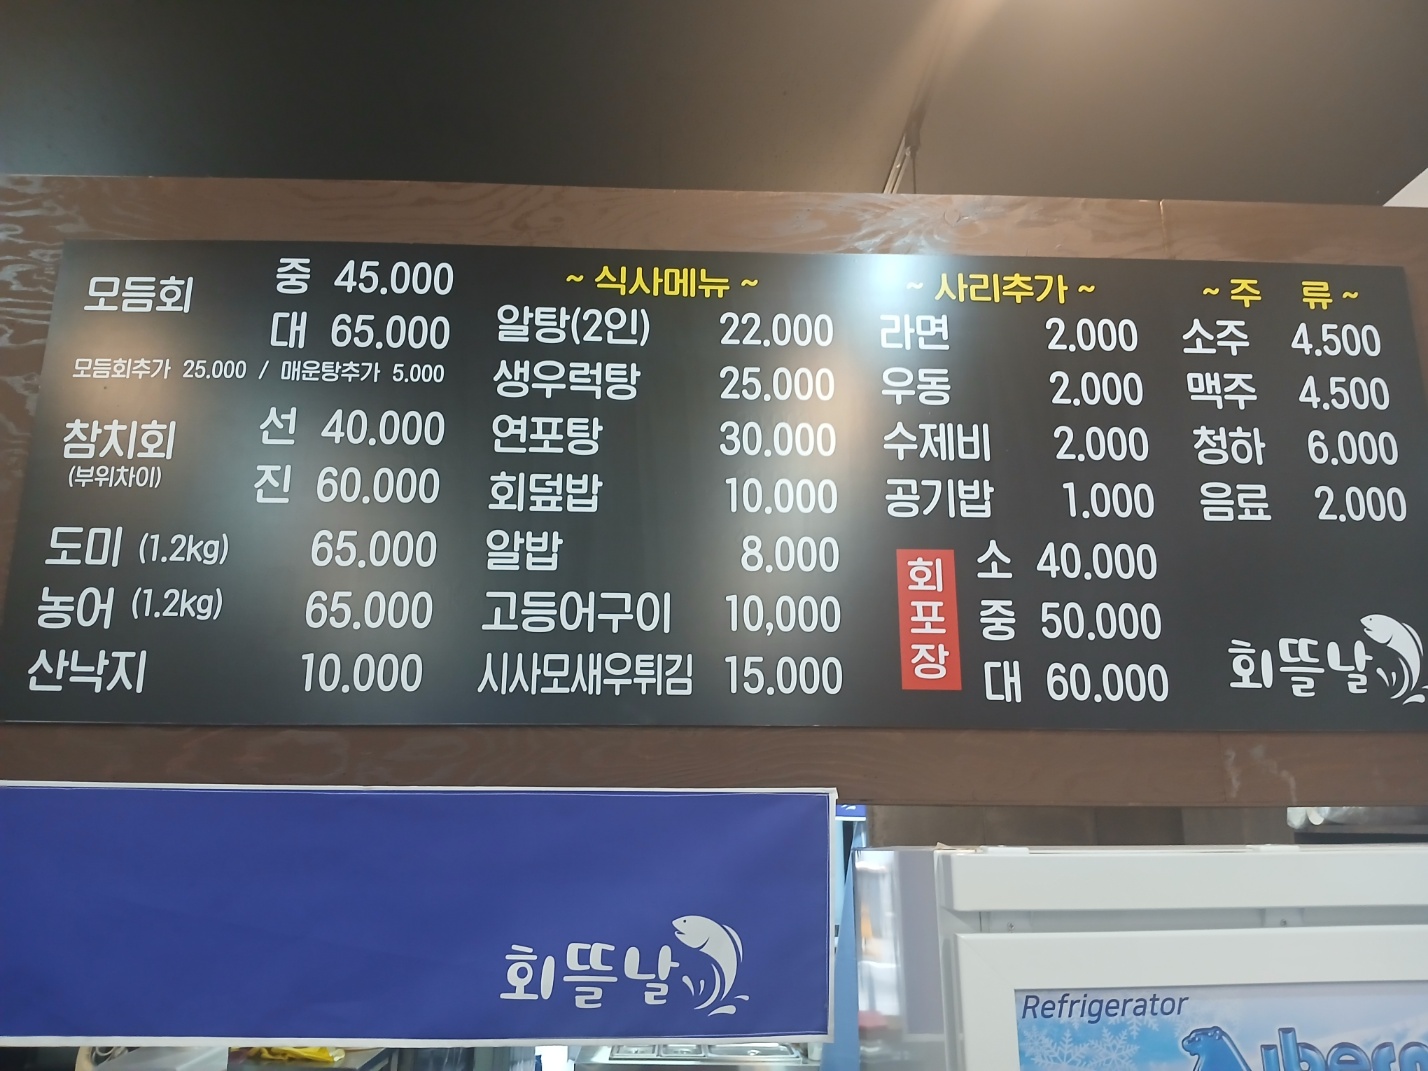 모듬회 중 45.000
대 65.000
모듬회추가 25.000 / 매운탕추가 5.000
참치회 선 40.000
(부위차이) 진 60.000
도미 (1.2kg) 65.000
농어 (1.2kg) 65.000
산낙지 10.000
~ 식사메뉴 ~
알탕(2인) 22.000
생우럭탕 25.000
연포탕 30.000
회덮밥 10.000
알밥 8.000
고등어구이 10,000
시사모새우튀김 15.000
~ 사리추가 ~
라면 2.000
우동 2.000
수제비 2.000
공기밥 1.000
회포장
소 40.000
중 50.000
대 60.000
~ 주 류 ~
소주 4.500
맥주 4.500
청하 6.000
음료 2.000
회뜰날
회뜰날
Refrigerator